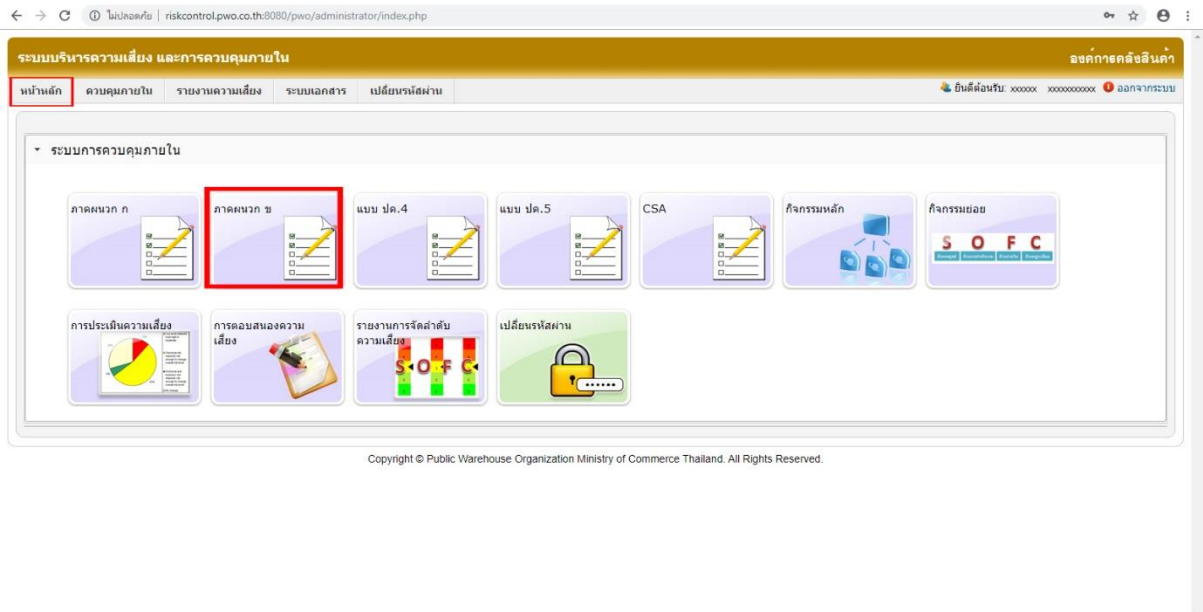 ไม่ปลอดภัย | riskcontrol.pwo.co.th:8080/pwo/administrator/index.php
ระบบบริหารความเสี่ยง และการควบคุมภายใน
องค์การคลังสินค้า
หน้าหลัก ควบคุมภายใน รายงานความเสี่ยง ระบบเอกสาร เปลี่ยนรหัสผ่าน
ยินดีต้อนรับ: xxxxxx xxxxxxxxxxx ออกจากระบบ
ระบบการควบคุมภายใน
ภาคผนวก ก
ภาคผนวก ข
แบบ ปค.4
แบบ ปค.5
CSA
กิจกรรมหลัก
กิจกรรมย่อย
S O F C
การประเมินความเสี่ยง
การตอบสนองความ
เสี่ยง
รายงานการจัดลำดับ
ความเสี่ยง
S O F C
เปลี่ยนรหัสผ่าน
Copyright © Public Warehouse Organization Ministry of Commerce Thailand. All Rights Reserved.